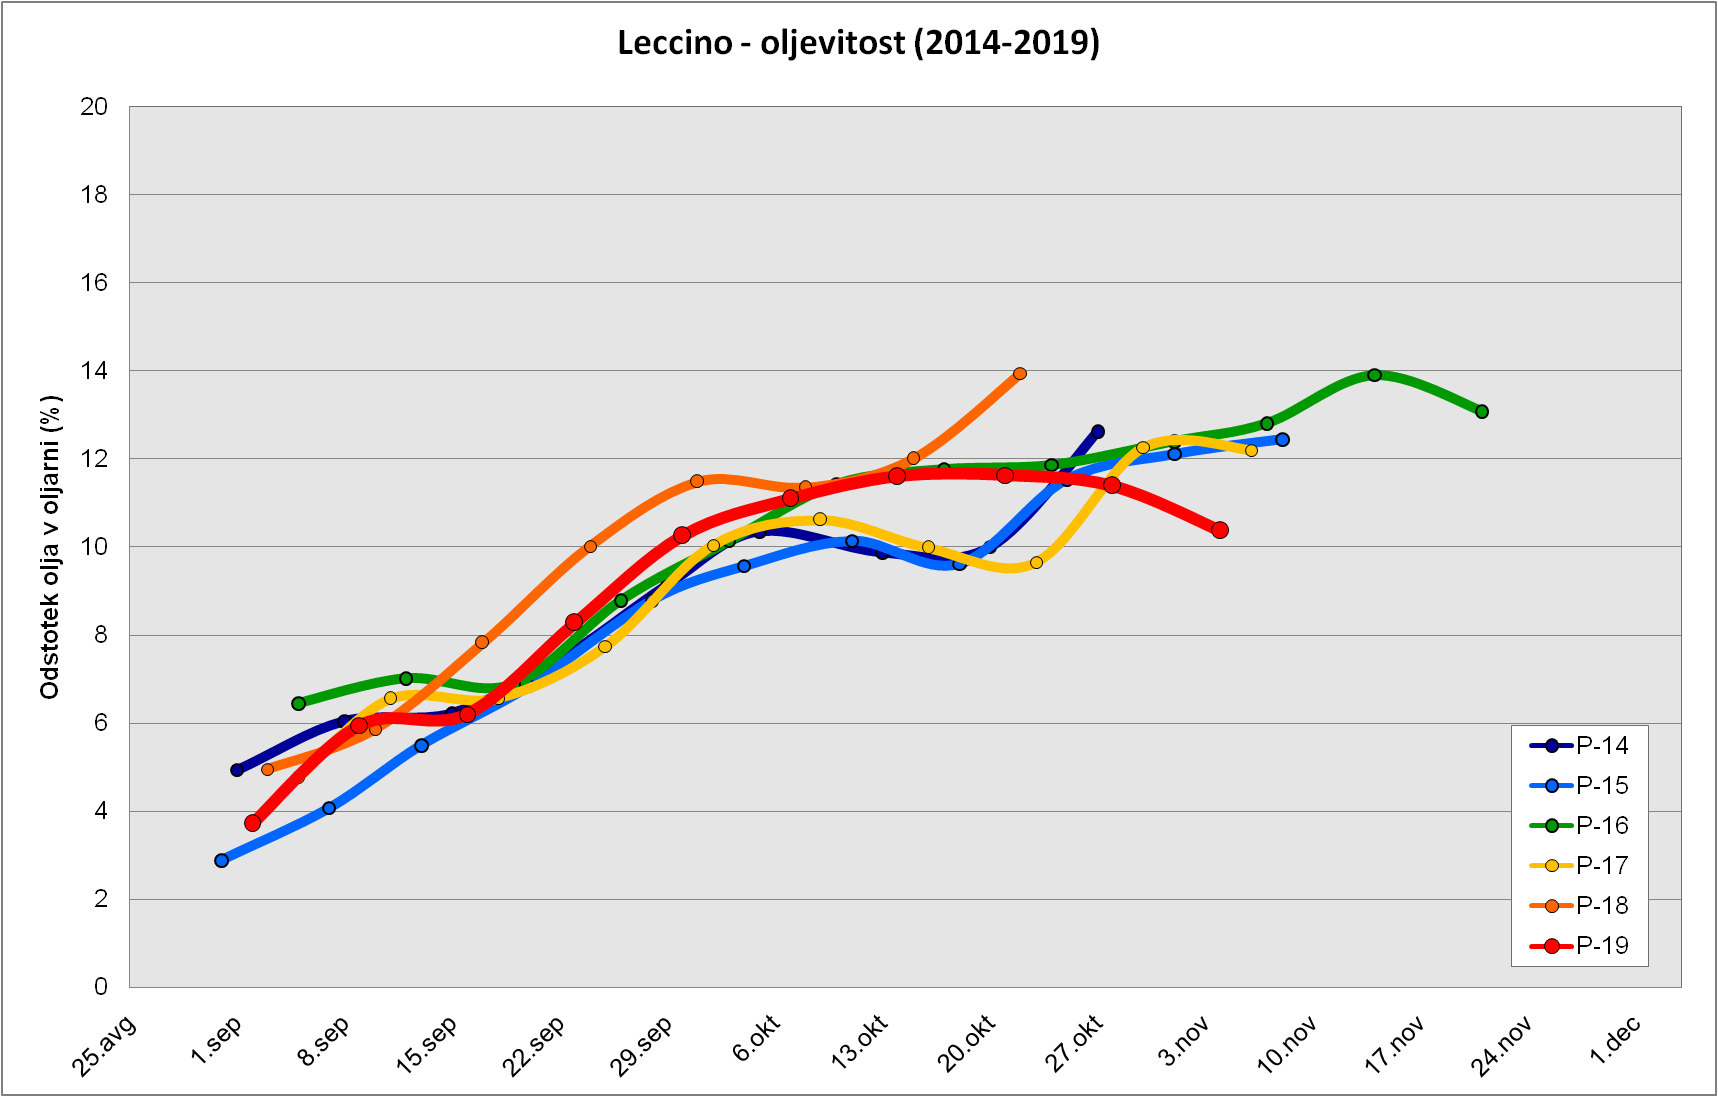 Leccino - oljevitost (2014-2019)
Odstotek olja v oljarni (%)
20
18
16
14
12
10
8
6
4
2
0
25.avg
1.sep
8.sep
15.sep
22.sep
29.sep
6.okt
13.okt
20.okt
27.okt
3.nov
10.nov
17.nov
24.nov
1.dec
P-14
P-15
P-16
P-17
P-18
P-19